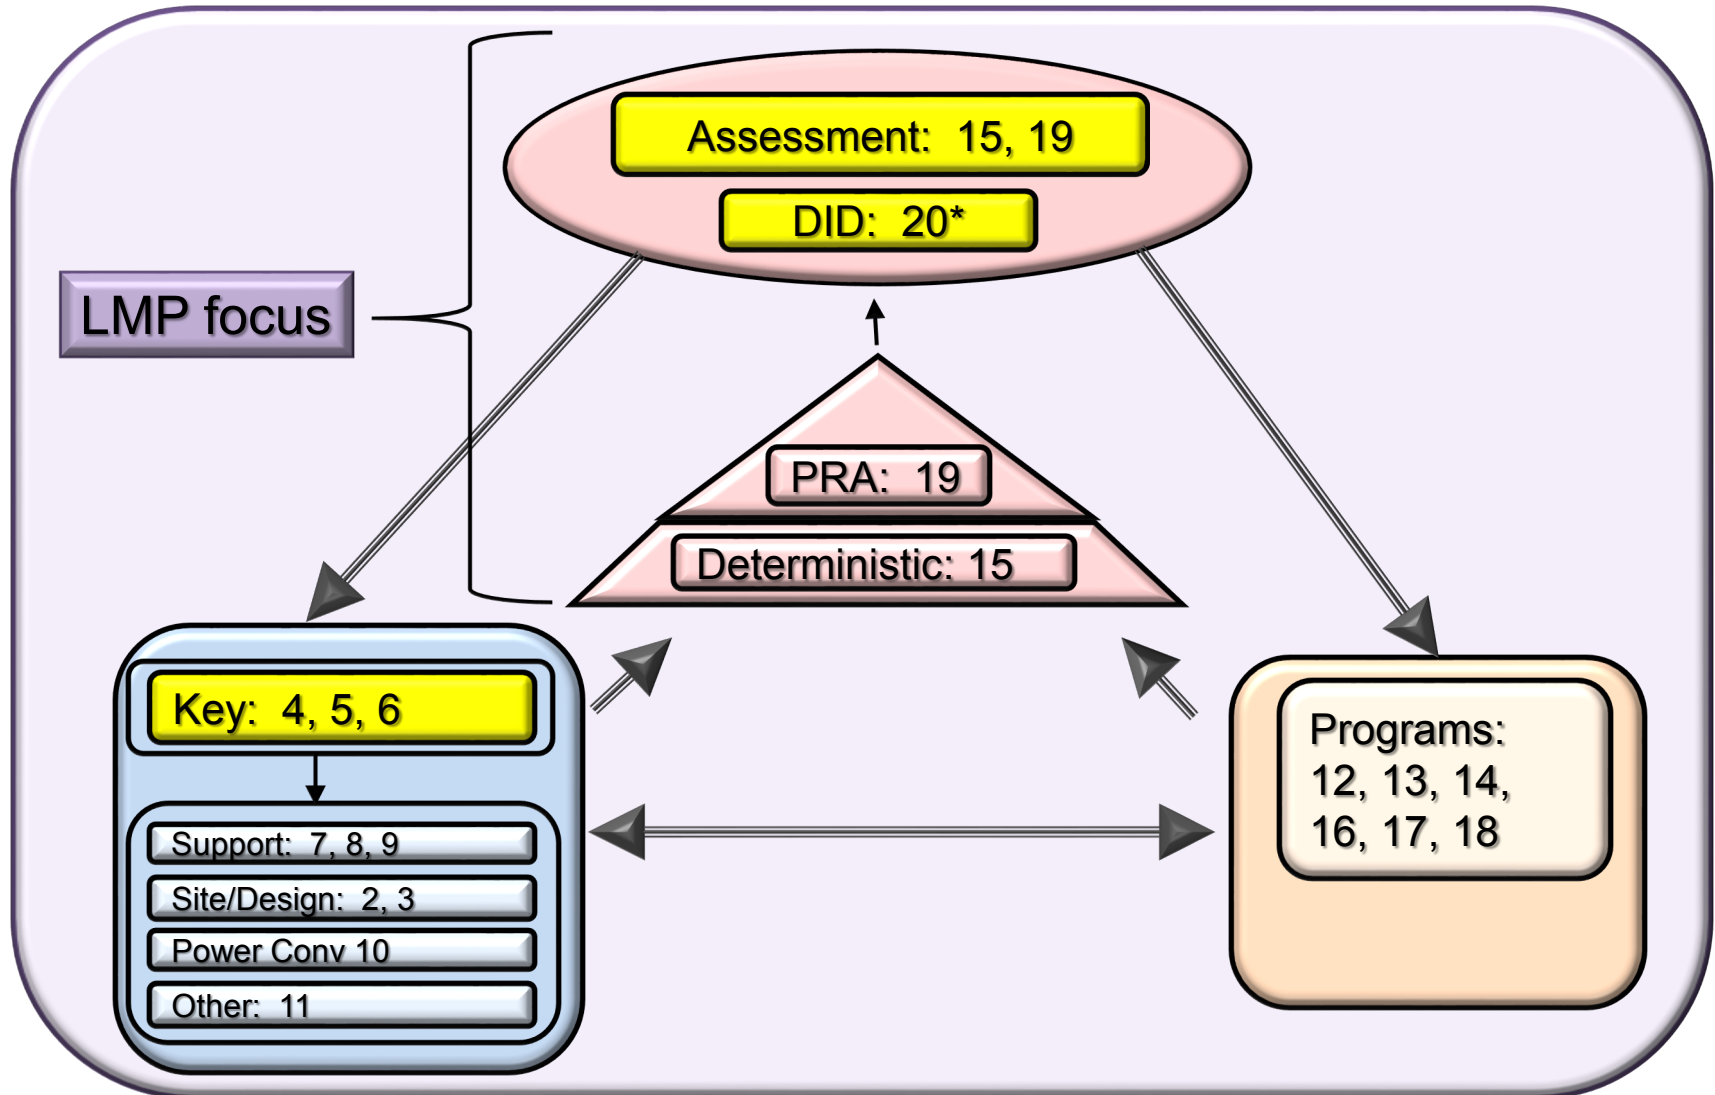 Assessment: 15, 19
DID: 20*
LMP focus
PRA: 19
Deterministic: 15
Key: 4, 5, 6
Support: 7, 8, 9
Site/Design: 2, 3
Power Conv 10
Other: 11
Programs:
12, 13, 14,
16, 17, 18